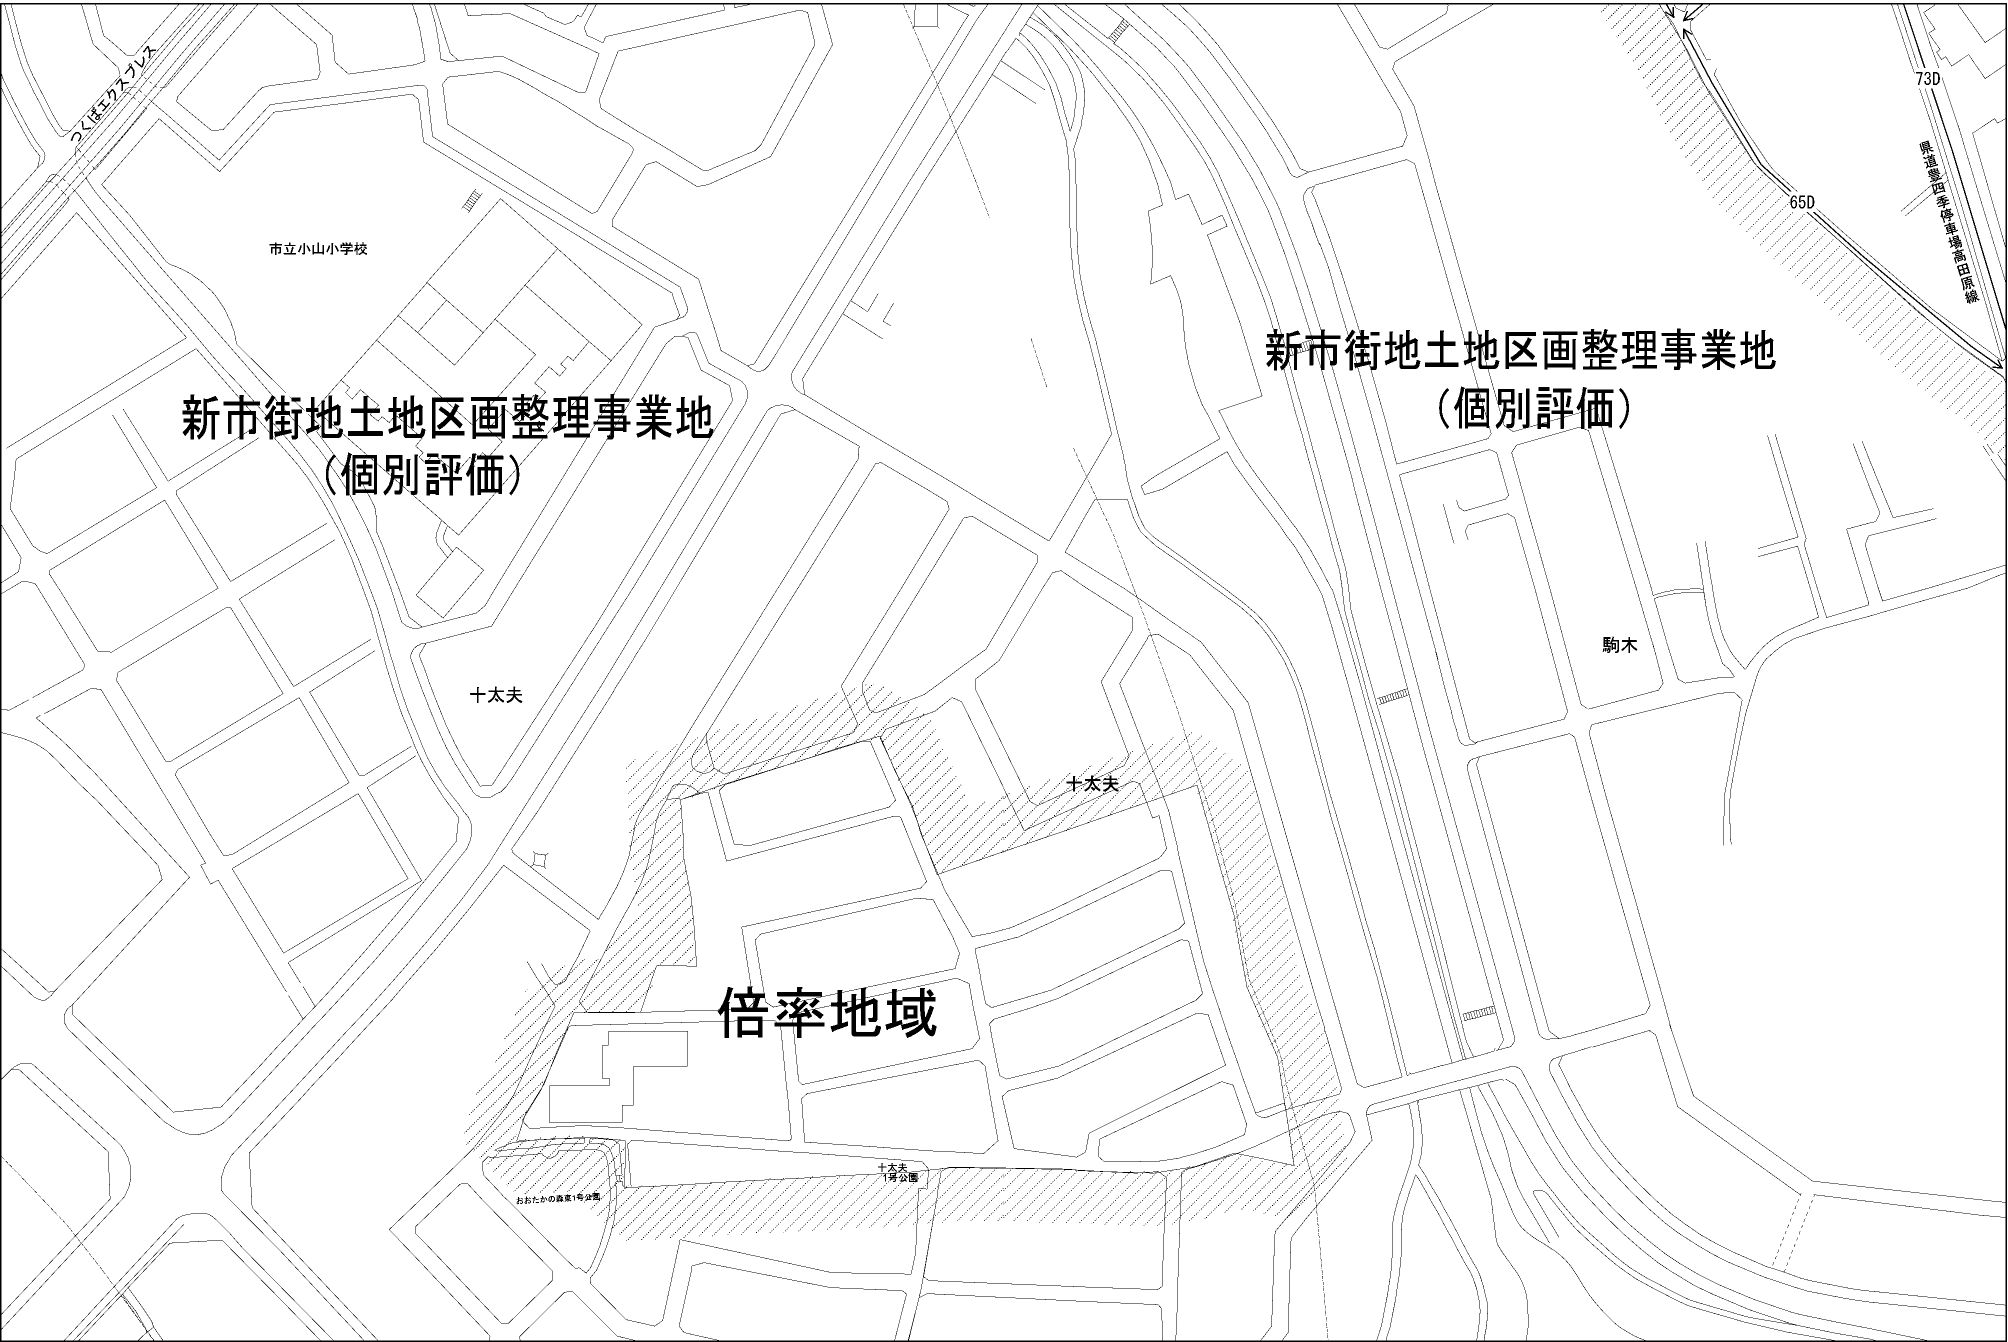 つくばエクスプレス
73D
県道豊四季停車場高田原線
65D
市立小山小学校
新市街地土地区画整理事業地
(個別評価)
新市街地土地区画整理事業地
(個別評価)
駒木
十太夫
十太夫
倍率地域
十太夫
1号公園
おおたかの森東1号公園